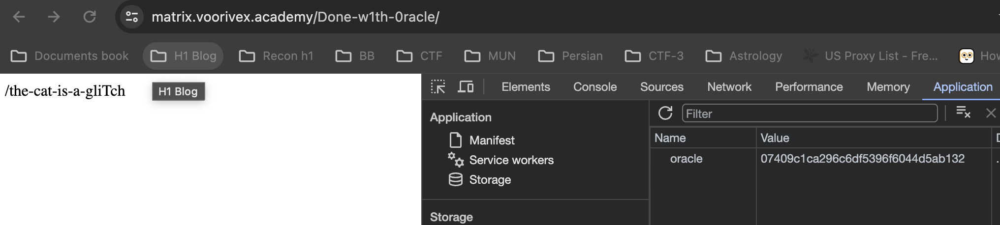 matrix.voorivex.academy/Done-w1th-0racle/
Documents book H1 Blog Recon h1 BB CTF MUN Persian CTF-3 Astrology US Proxy List - Fre...
/the-cat-is-a-gliTch H1 Blog
Elements Console Sources Network Performance Memory Application
Application
Manifest
Service workers
Storage
Storage
Filter
Name Value
oracle 07409c1ca296c6df5396f6044d5ab132